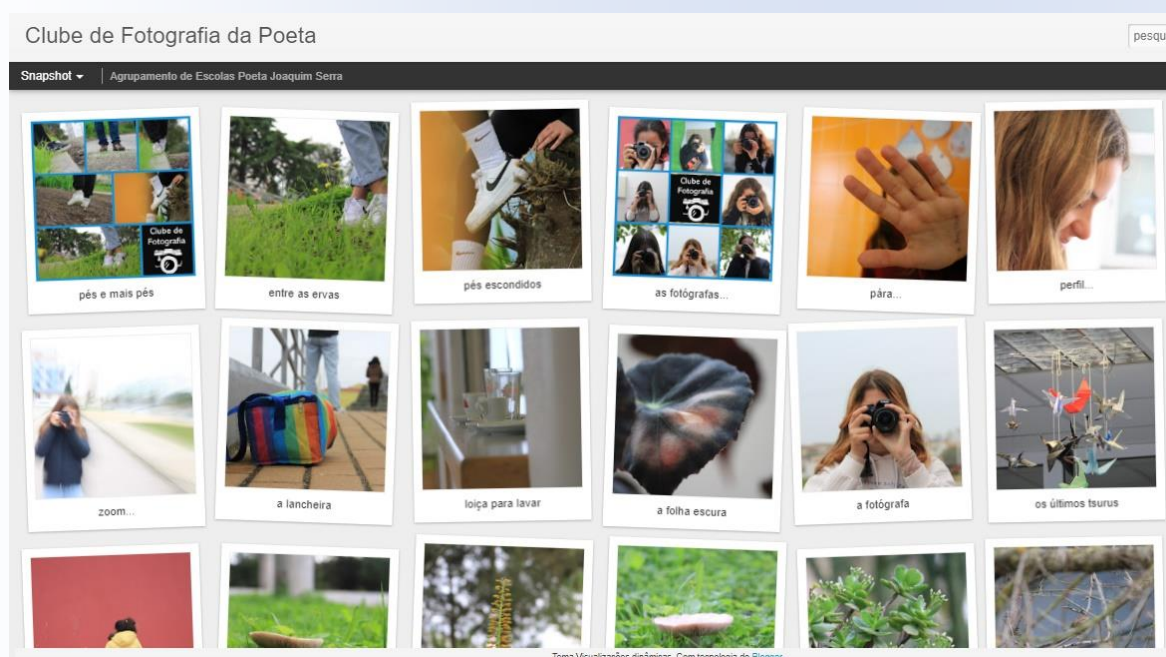 Clube de Fotografia da Poeta
pesqu
Snapshot
Agrupamento de Escolas Poeta Joaquim Serra
Clube de
Fotografia
pés e mais pés
entre as ervas
pés escondidos
Clube de
Fotografia
as fotógrafas...
pára...
perfil...
zoom...
a lancheira
loiça para lavar
a folha escura
a fotógrafa
os últimos tsurus
Tema Visualizações dinâmicas. Com tecnologia do Blogger